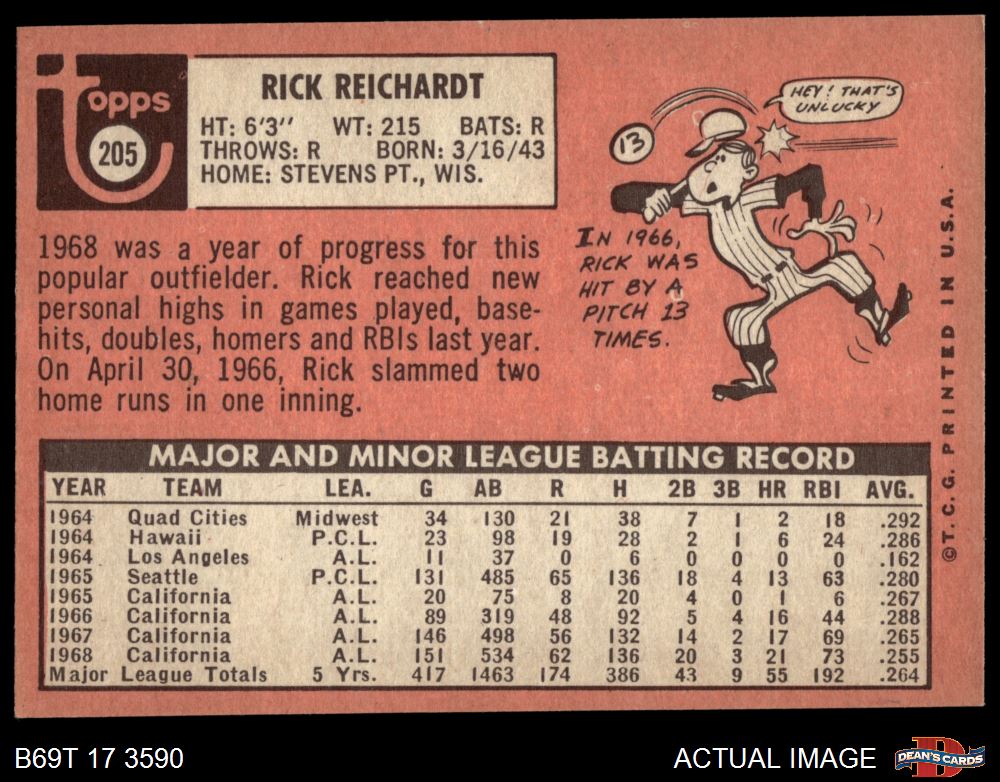 topps
205
RICK REICHARDT
HT: 6'3" WT: 215 BATS: R
THROWS: R BORN: 3/16/43
HOME: STEVENS PT., WIS.
1968 was a year of progress for this
popular outfielder. Rick reached new
personal highs in games played, base-
hits, doubles, homers and RBIs last year.
On April 30, 1966, Rick slammed two
home runs in one inning.
HEY! THAT'S
UNLUCKY
13
IN 1966,
RICK WAS
HIT BY A
PITCH 13
TIMES.
©T.C.G. PRINTED IN U.S.A.
MAJOR AND MINOR LEAGUE BATTING RECORD
YEAR TEAM LEA. G AB R H 2B 3B HR RBI AVG.
1964 Quad Cities Midwest 34 130 21 38 7 1 2 18 .292
1964 Hawaii P.C.L. 23 98 19 28 2 1 6 24 .286
1964 Los Angeles A.L. 11 37 0 6 0 0 0 0 .162
1965 Seattle P.C.L. 131 485 65 136 18 4 13 63 .280
1965 California A.L. 20 75 8 20 4 0 1 6 .267
1966 California A.L. 89 319 48 92 5 4 16 44 .288
1967 California A.L. 146 498 56 132 14 2 17 69 .265
1968 California A.L. 151 534 62 136 20 3 21 73 .255
Major League Totals 5 Yrs. 417 1463 174 386 43 9 55 192 .264
B69T 17 3590
ACTUAL IMAGE
D
DEAN'S CARDS